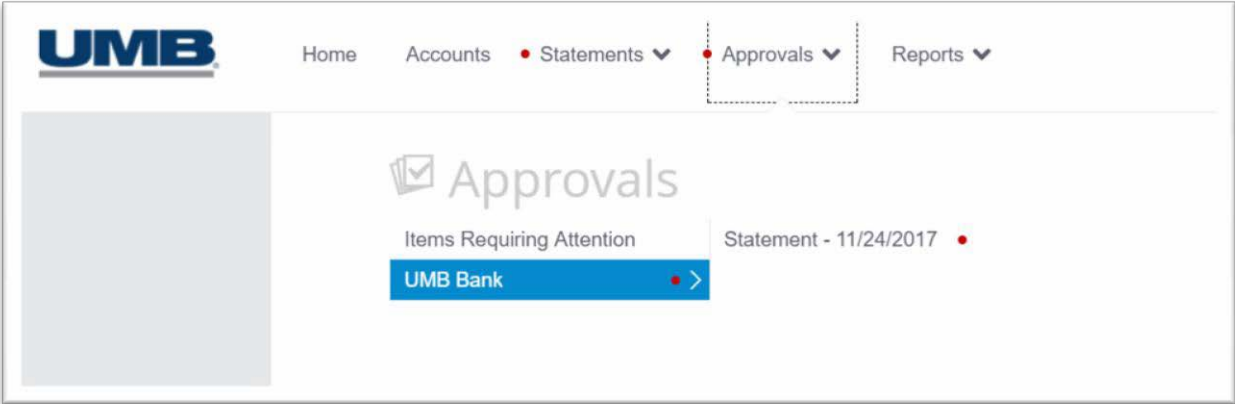 UMB Home Accounts Statements Approvals Reports
Approvals
Items Requiring Attention Statement - 11/24/2017
UMB Bank